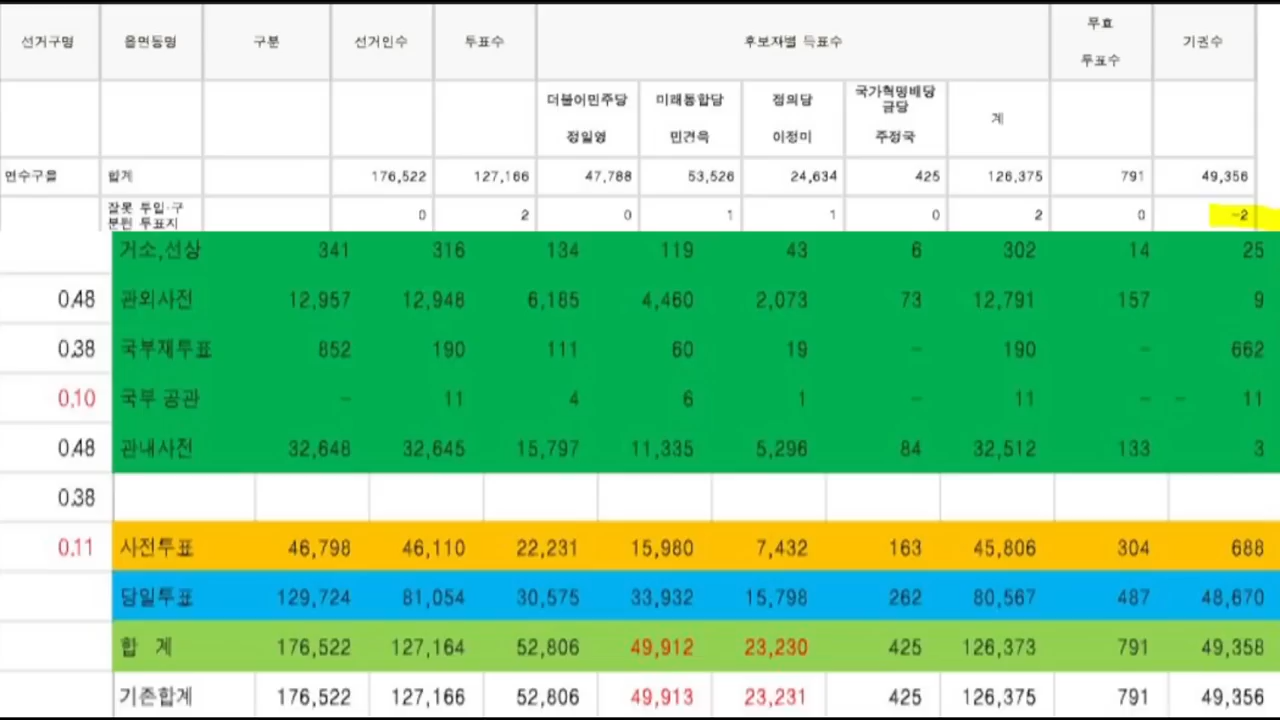 선거구명 읍면동명 구분 선거인수 투표수 후보자별 득표수 무효 투표수 기권수
더불어민주당 정일영 미래통합당 민건욱 정의당 이정미 국가혁명배당금당 주정국 계
연수구을 합계 176,522 127,166 47,788 53,526 24,634 425 126,375 791 49,356
잘못 투입·구분된 투표지 0 2 0 1 1 0 2 0 -2
거소,선상 341 316 134 119 43 6 302 14 25
0.48 관외사전 12,957 12,948 6,185 4,460 2,073 73 12,791 157 9
0.38 국부재투표 852 190 111 60 19 - 190 - 662
0.10 국부 공관 - 11 4 6 1 - 11 - - 11
0.48 관내사전 32,648 32,645 15,797 11,335 5,296 84 32,512 133 3
0.38
0.11 사전투표 46,798 46,110 22,231 15,980 7,432 163 45,806 304 688
당일투표 129,724 81,054 30,575 33,932 15,798 262 80,567 487 48,670
합 계 176,522 127,164 52,806 49,912 23,230 425 126,373 791 49,358
기존합계 176,522 127,166 52,806 49,913 23,231 425 126,375 791 49,356